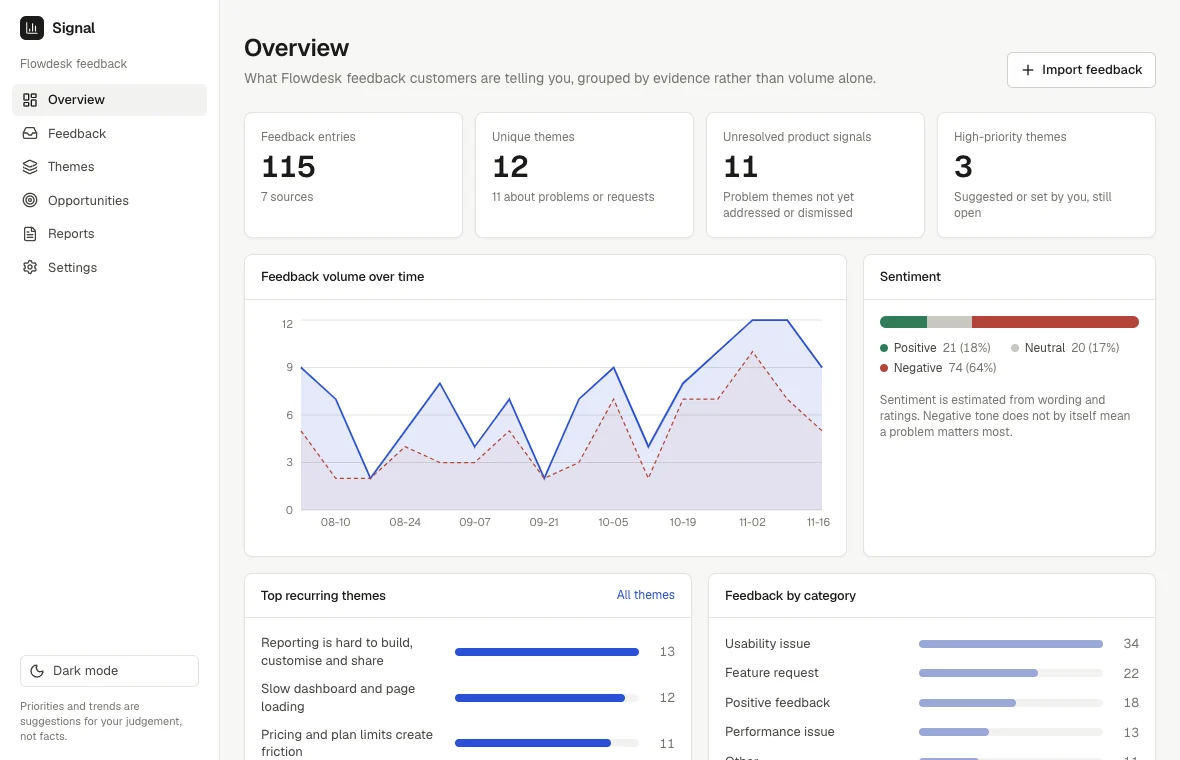 Signal
Flowdesk feedback
Overview
Feedback
Themes
Opportunities
Reports
Settings
Dark mode
Priorities and trends are
suggestions for your judgement,
not facts.
Overview
What Flowdesk feedback customers are telling you, grouped by evidence rather than volume alone.
Import feedback
Feedback entries
115
7 sources
Unique themes
12
11 about problems or requests
Unresolved product signals
11
Problem themes not yet
addressed or dismissed
High-priority themes
3
Suggested or set by you, still
open
Feedback volume over time
12
9
6
3
0
08-10
08-24
09-07
09-21
10-05
10-19
11-02
11-16
Sentiment
Positive 21 (18%)
Neutral 20 (17%)
Negative 74 (64%)
Sentiment is estimated from wording and
ratings. Negative tone does not by itself mean
a problem matters most.
Top recurring themes
All themes
Reporting is hard to build,
customise and share
13
Slow dashboard and page
loading
12
Pricing and plan limits create
friction
11
Feedback by category
Usability issue
34
Feature request
22
Positive feedback
18
Performance issue
13